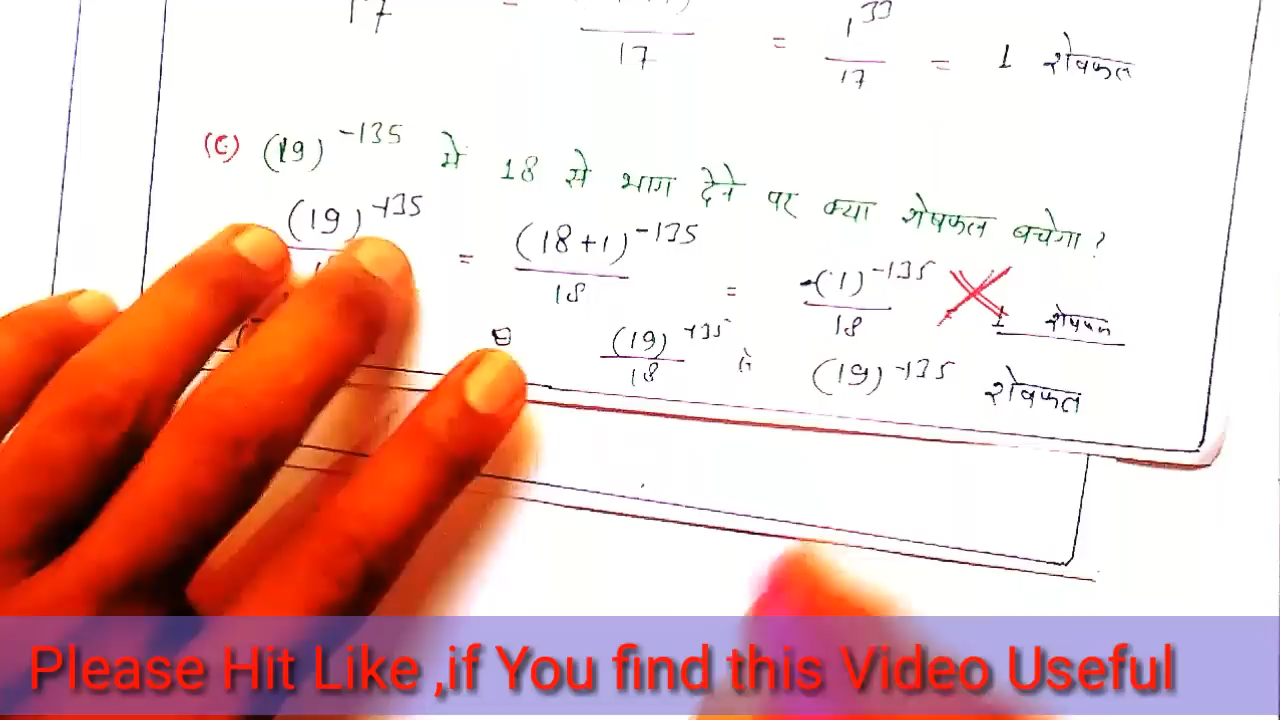 17 = 17 = 1^33/17 = 1 शेषफल
(C) (19)^-135 मे 18 से भाग देने पर क्या शेषफल बचेगा ?
(19)^-135 = (18+1)^-135/18 = -(1)^-135/18 1 शेषफल
(19)^-135/18 मे (19)^-135 शेषफल
Please Hit Like ,if You find this Video Useful